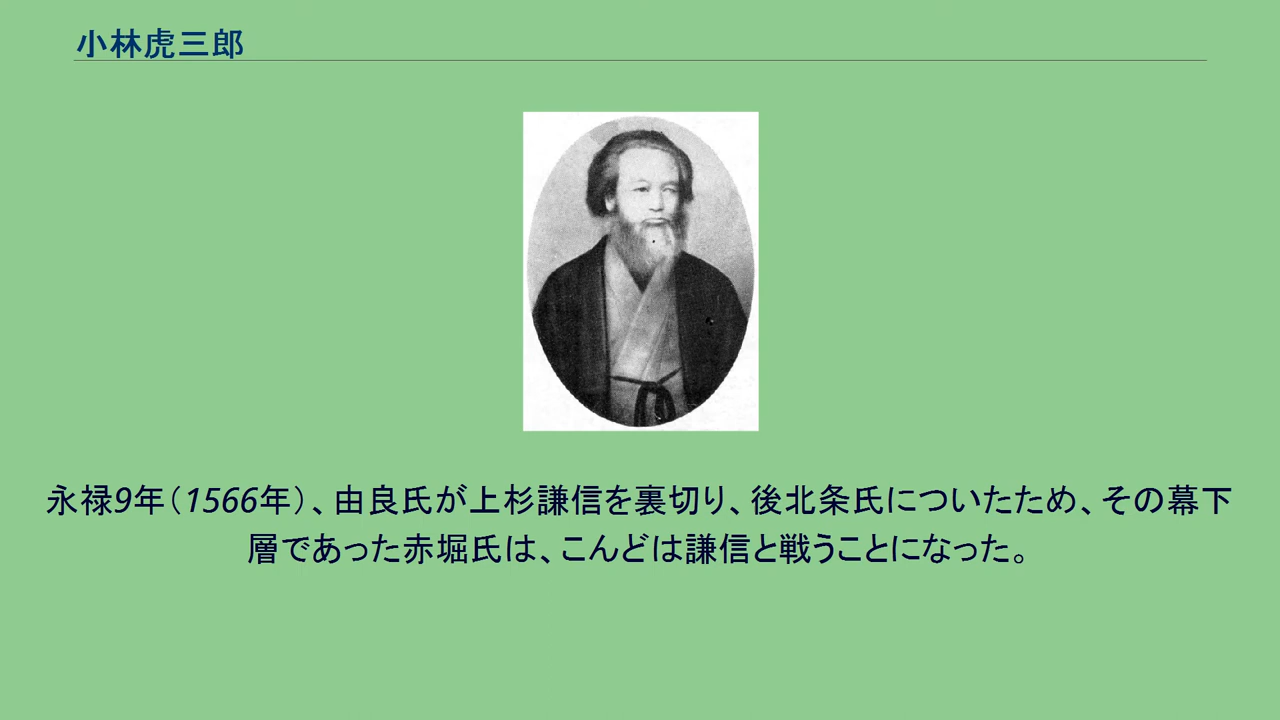 小林虎三郎
永禄9年（1566年）、由良氏が上杉謙信を裏切り、後北条氏についたため、その幕下
層であった赤堀氏は、こんどは謙信と戦うことになった。